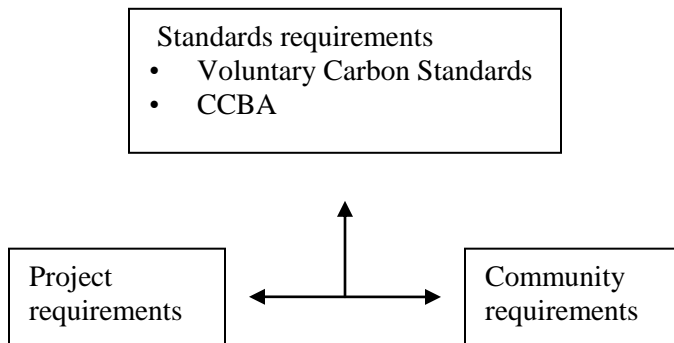 Standards requirements
• Voluntary Carbon Standards
• CCBA
Project
requirements
Community
requirements